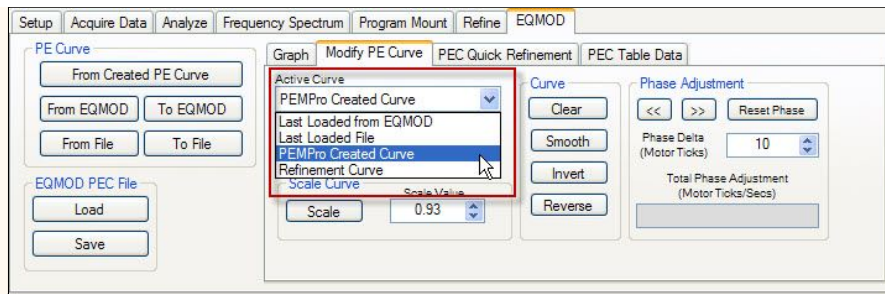 Setup Acquire Data Analyze Frequency Spectrum Program Mount Refine EQMOD
PE Curve
From Created PE Curve
From EQMOD To EQMOD
From File To File
EQMOD PEC File
Load
Save
Graph Modify PE Curve PEC Quick Refinement PEC Table Data
Active Curve
PEMPro Created Curve
Last Loaded from EQMOD
Last Loaded File
PEMPro Created Curve
Refinement Curve
Scale Curve
Scale Value
Scale 0.93
Curve
Clear
Smooth
Invert
Reverse
Phase Adjustment
<< >> Reset Phase
Phase Delta
(Motor Ticks)
10
Total Phase Adjustment
(Motor Ticks/Secs)